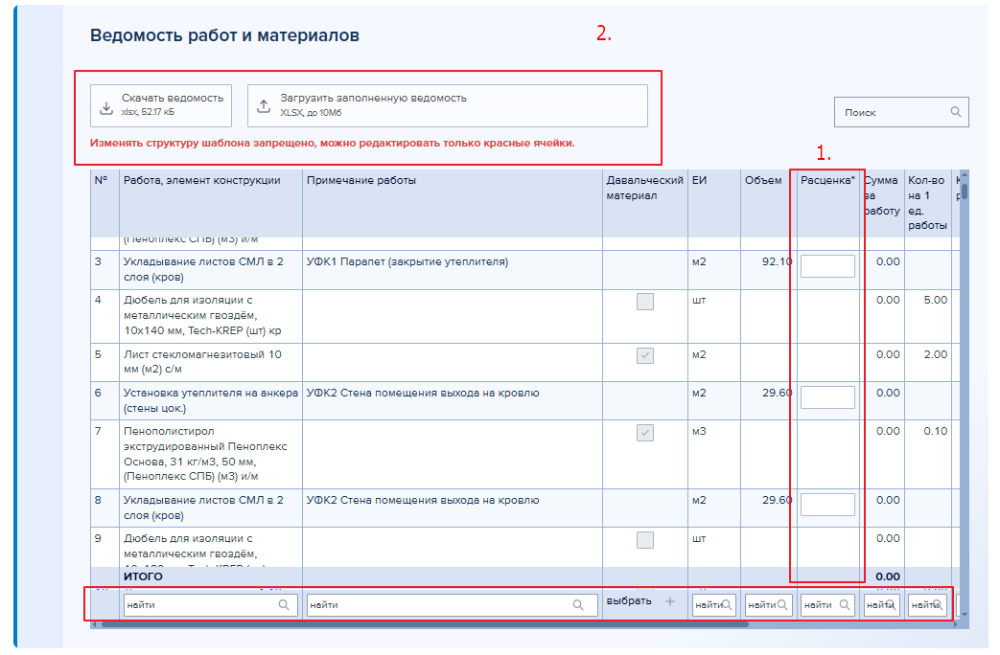 Ведомость работ и материалов
2.
Скачать ведомость
xlsx, 52.17 кБ
Загрузить заполненную ведомость
XLSX, до 10Мб
Изменять структуру шаблона запрещено, можно редактировать только красные ячейки.
Поиск
1.
№
Работа, элемент конструкции
Примечание работы
Давальческий
материал
ЕИ
Объем
Расценка*
Сумма
за
работу
Кол-во
на 1
ед.
работы
(Пеноплекс СПБ) (м3) и/м
3
Укладывание листов СМЛ в 2
слоя (кров)
УФК1 Парапет (закрытие утеплителя)
м2
92.10
0.00
4
Дюбель для изоляции с
металлическим гвоздём,
10х140 мм, Tech-KREP (шт) кр
шт
0.00
5.00
5
Лист стекломагнезитовый 10
мм (м2) с/м
м2
0.00
2.00
6
Установка утеплителя на анкера
(стены цок.)
УФК2 Стена помещения выхода на кровлю
м2
29.60
0.00
7
Пенополистирол
экструдированный Пеноплекс
Основа, 31 кг/м3, 50 мм,
(Пеноплекс СПБ) (м3) и/м
м3
0.00
0.10
8
Укладывание листов СМЛ в 2
слоя (кров)
УФК2 Стена помещения выхода на кровлю
м2
29.60
0.00
9
Дюбель для изоляции с
металлическим гвоздём,
шт
0.00
ИТОГО
0.00
найти
найти
выбрать +
найти
найти
найти
найти
найти